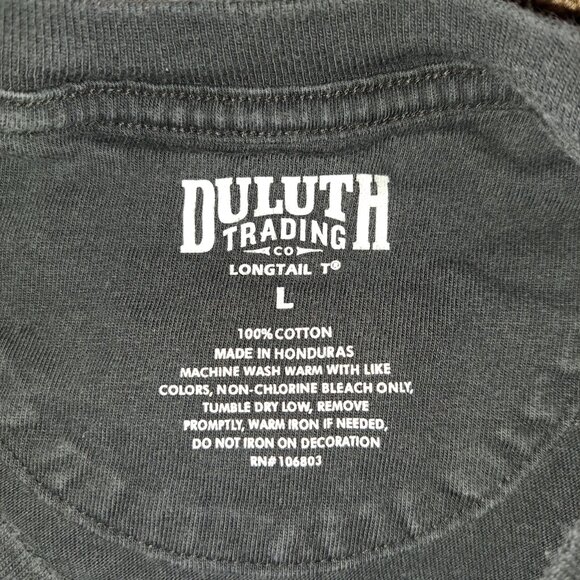 DULUTH
TRADING
CO
LONGTAIL T®
L
100% COTTON
MADE IN HONDURAS
MACHINE WASH WARM WITH LIKE
COLORS, NON-CHLORINE BLEACH ONLY,
TUMBLE DRY LOW, REMOVE
PROMPTLY, WARM IRON IF NEEDED,
DO NOT IRON ON DECORATION
RN#106803